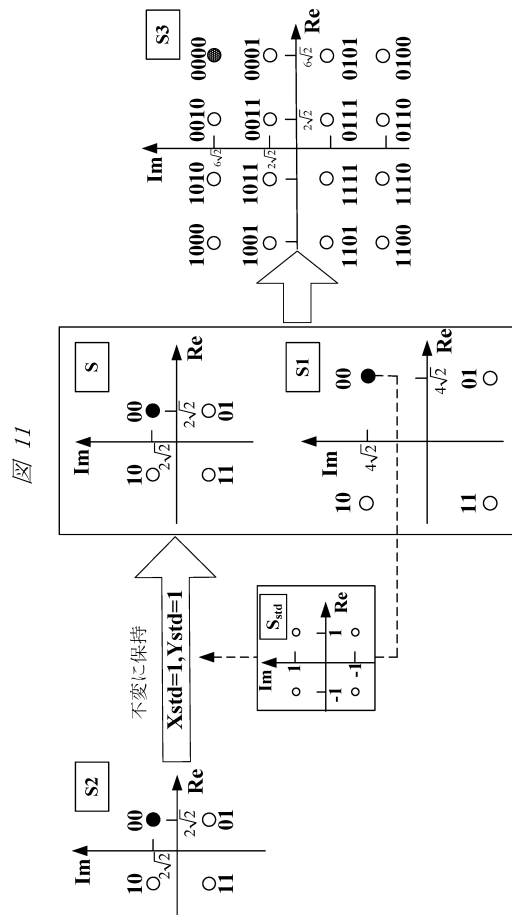 図 11
S2
Im
10
00
2√2
2√2
Re
11
01
不変に保持
Xstd=1,Ystd=1
S_std
Im
1
-1
1
Re
-1
S
Im
10
00
2√2
2√2
Re
11
01
S1
Im
10
00
4√2
4√2
Re
11
01
S3
Im
1000
1010
0010
0000
6√2
1001
1011
0011
0001
2√2
2√2
6√2
Re
1101
1111
0111
0101
1100
1110
0110
0100